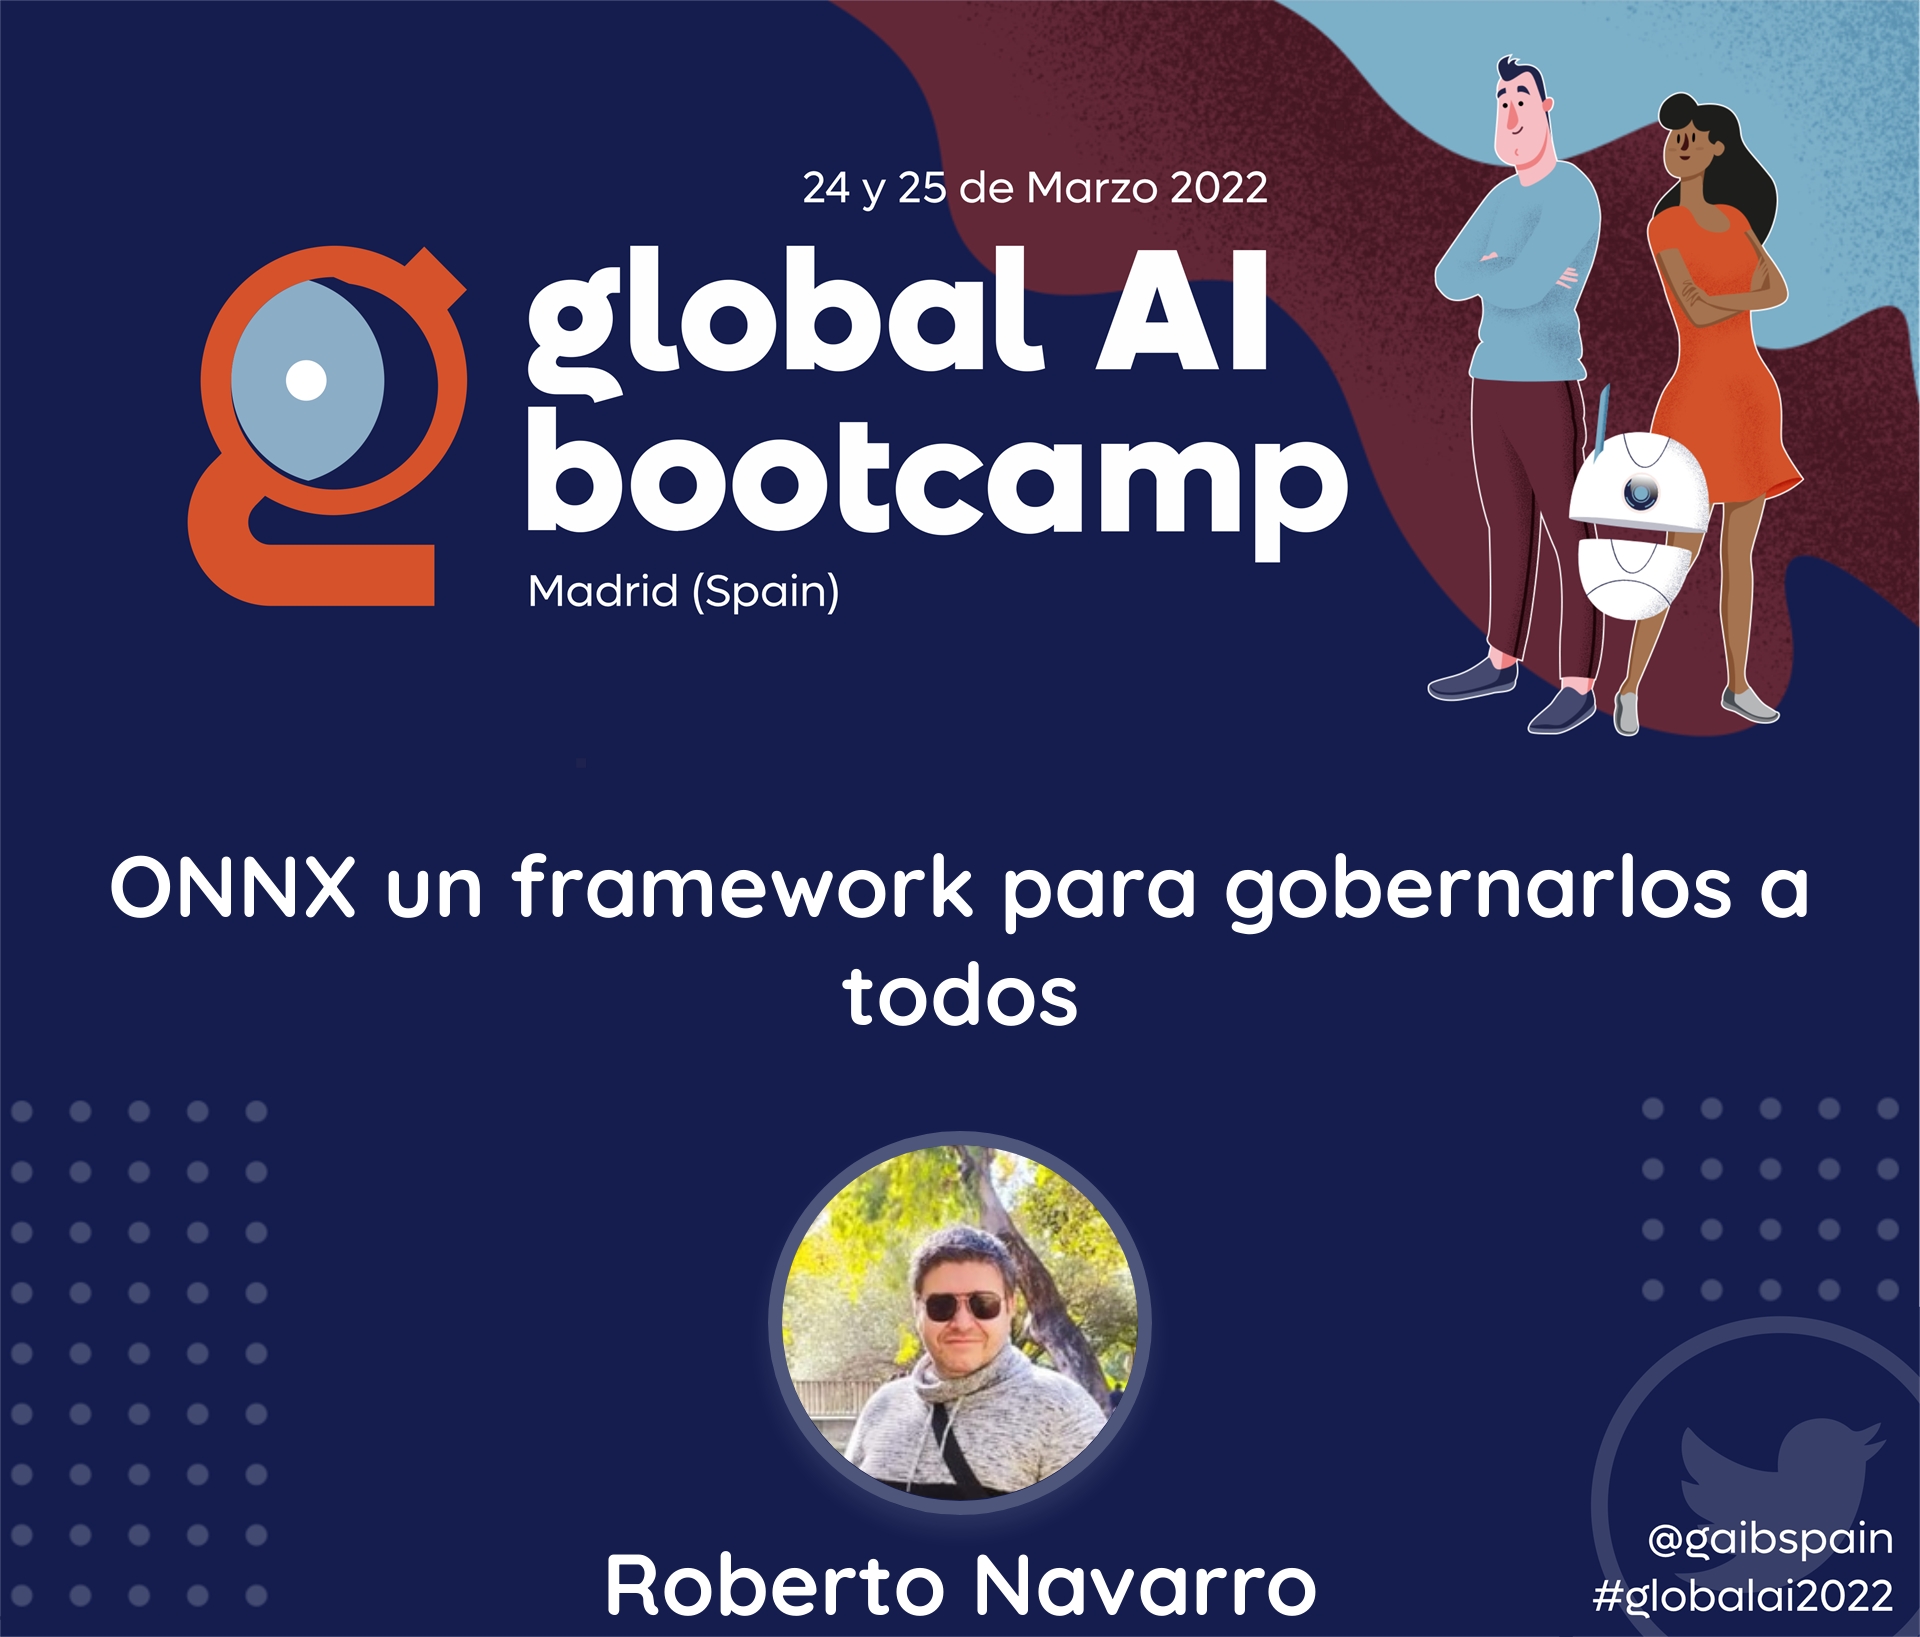 24 y 25 de Marzo 2022
global AI
bootcamp
Madrid (Spain)
ONNX un framework para gobernarlos a
todos
Roberto Navarro
@gaibspain
#globalai2022